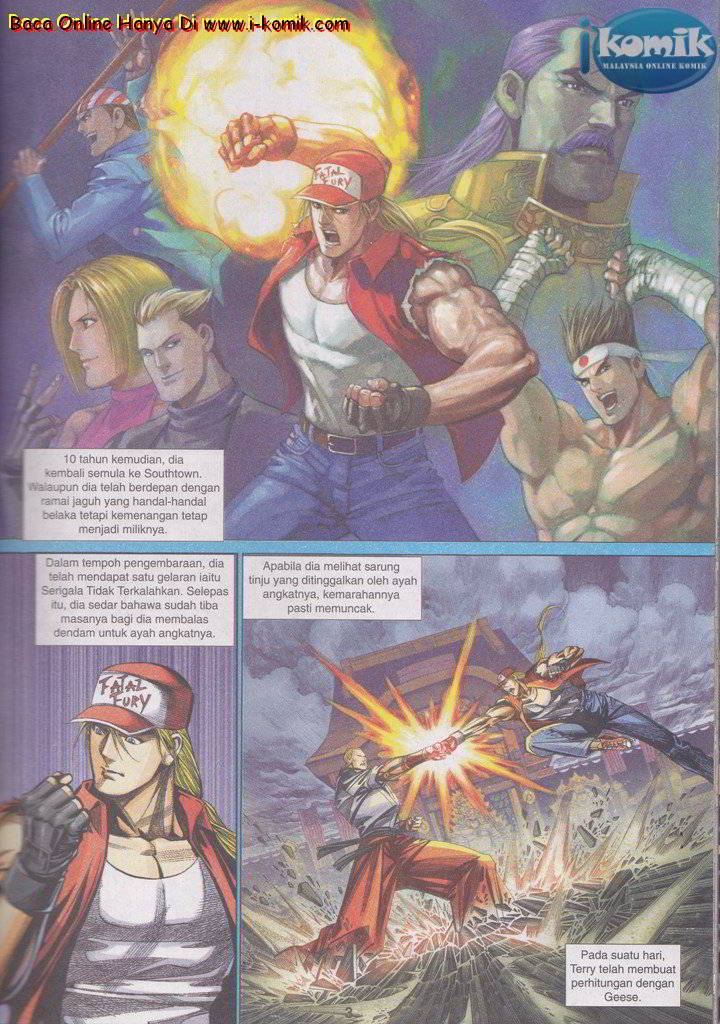 Baca Online Hanya Di www.i-komik.com
ikomik
MALAYSIA ONLINE KOMIK
FATAL
FURY
10 tahun kemudian, dia
kembali semula ke Southtown.
Walaupun dia telah berdepan dengan
ramai jaguh yang handal-handal
belaka tetapi kemenangan tetap
menjadi miliknya.
Dalam tempoh pengembaraan, dia
telah mendapat satu gelaran iaitu
Serigala Tidak Terkalahkan. Selepas
itu, dia sedar bahawa sudah tiba
masanya bagi dia membalas
dendam untuk ayah angkatnya.
Apabila dia melihat sarung
tinju yang ditinggalkan oleh ayah
angkatnya, kemarahannya
pasti memuncak.
FATAL
FURY
Pada suatu hari,
Terry telah membuat
perhitungan dengan
Geese.
3